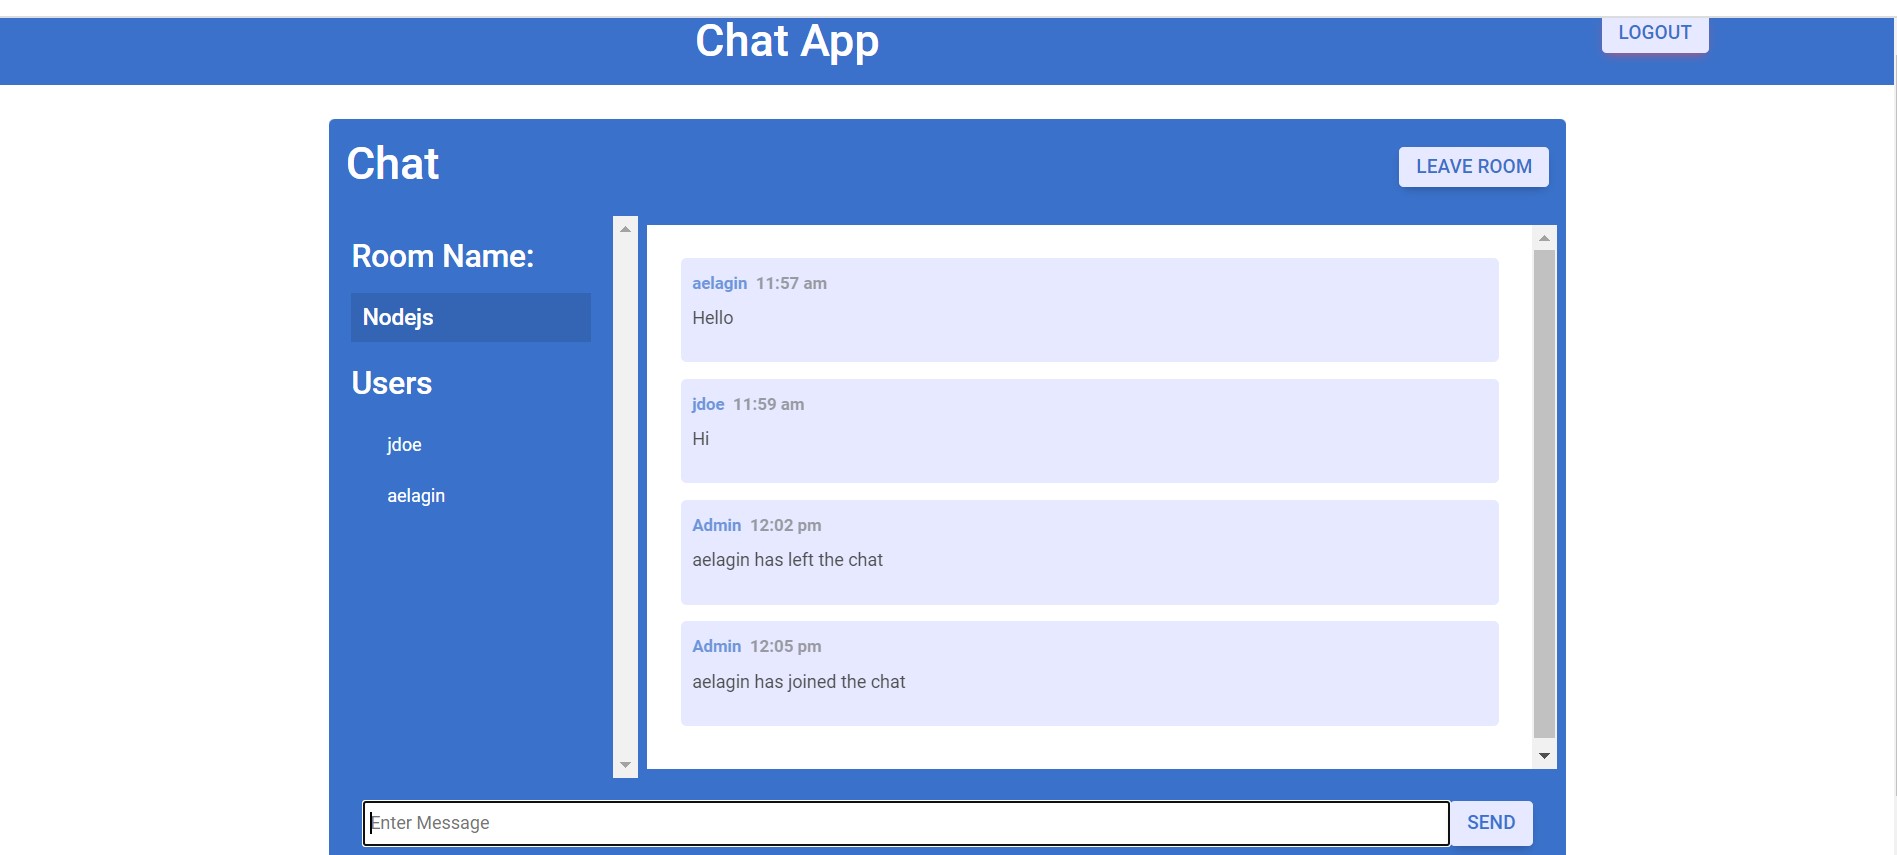 Chat App
LOGOUT
Chat
LEAVE ROOM
Room Name:
Nodejs
Users
jdoe
aelagin
aelagin 11:57 am
Hello
jdoe 11:59 am
Hi
Admin 12:02 pm
aelagin has left the chat
Admin 12:05 pm
aelagin has joined the chat
Enter Message
SEND